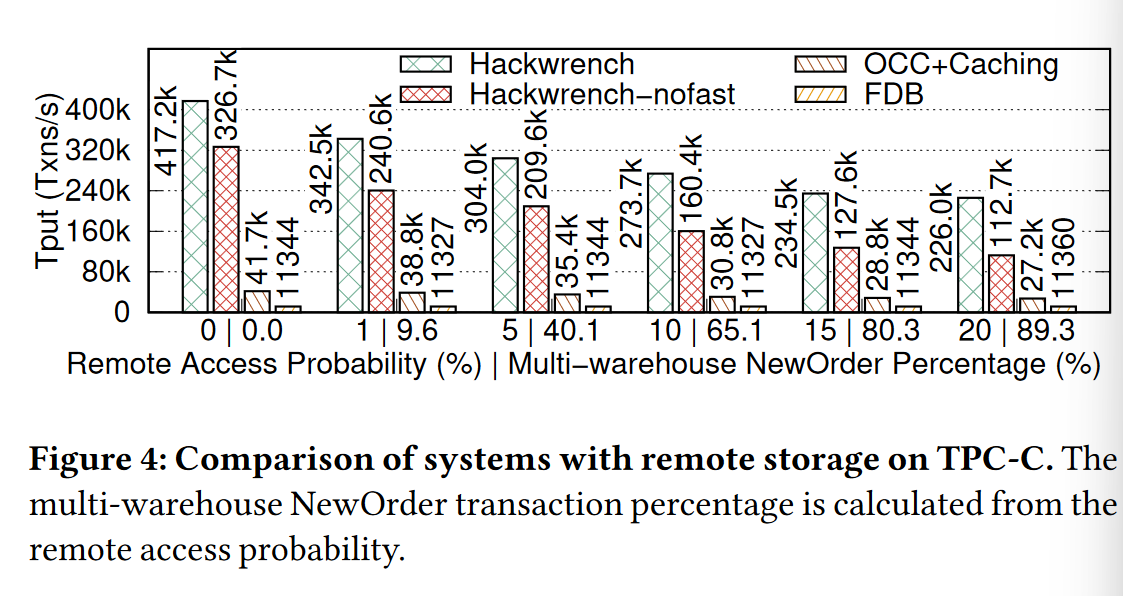 Hackwrench
OCC+Caching
Hackwrench−nofast
FDB
Tput (Txns/s)
400k
320k
240k
160k
80k
0
417.2k
326.7k
41.7k
11344
342.5k
240.6k
38.8k
11327
304.0k
209.6k
35.4k
11344
273.7k
160.4k
30.8k
11327
234.5k
127.6k
28.8k
11344
226.0k
112.7k
27.2k
11360
0 | 0.0
1 | 9.6
5 | 40.1
10 | 65.1
15 | 80.3
20 | 89.3
Remote Access Probability (%) | Multi−warehouse NewOrder Percentage (%)
Figure 4: Comparison of systems with remote storage on TPC-C. The
multi-warehouse NewOrder transaction percentage is calculated from the
remote access probability.